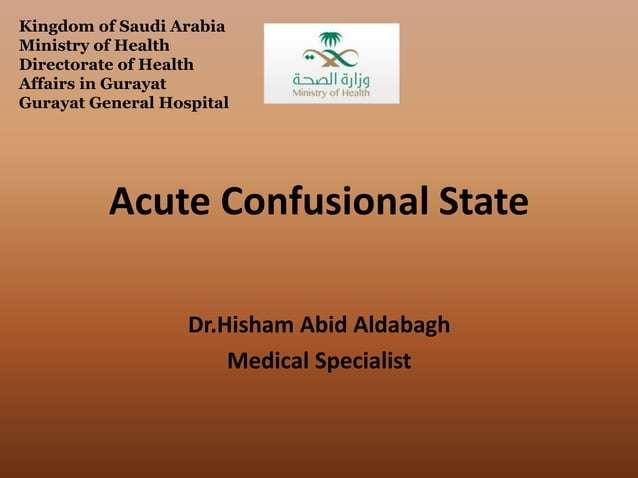 Kingdom of Saudi Arabia
Ministry of Health
Directorate of Health
Affairs in Gurayat
Gurayat General Hospital
وزارة الصحة
Ministry of Health
Acute Confusional State
Dr.Hisham Abid Aldabagh
Medical Specialist